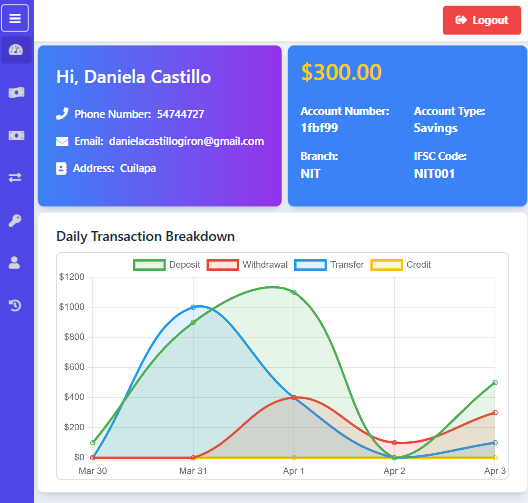 Logout
Hi, Daniela Castillo
Phone Number: 54744727
Email: danielacastillogiron@gmail.com
Address: Cuilapa
$300.00
Account Number: Account Type:
1fbf99 Savings
Branch: IFSC Code:
NIT NIT001
Daily Transaction Breakdown
Deposit Withdrawal Transfer Credit
$1200
$1000
$800
$600
$400
$200
$0
Mar 30 Mar 31 Apr 1 Apr 2 Apr 3